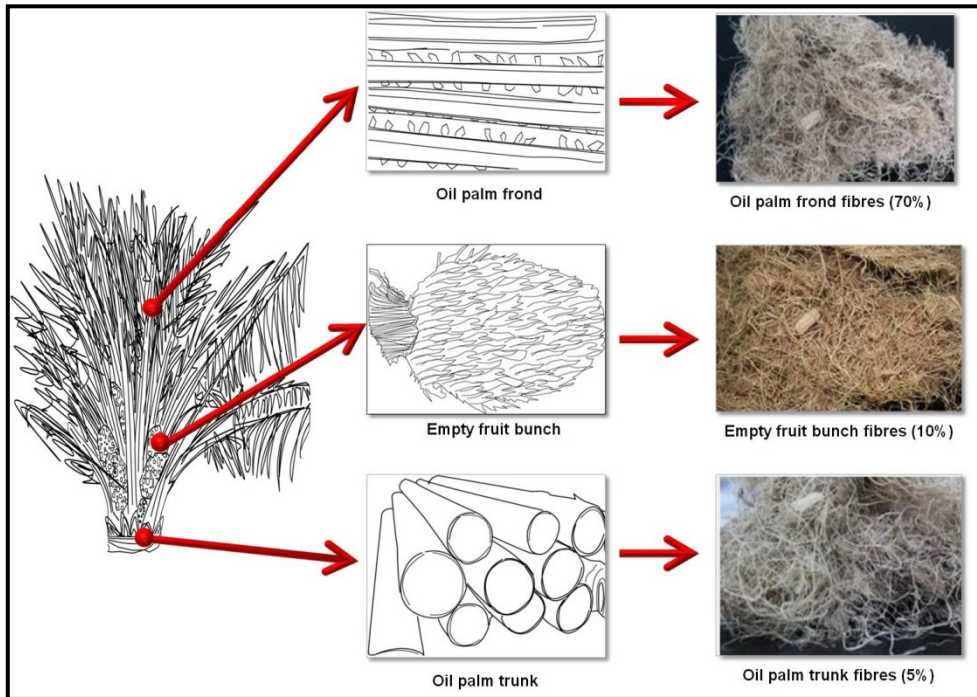 Oil palm frond
Oil palm frond fibres (70%)
Empty fruit bunch
Empty fruit bunch fibres (10%)
Oil palm trunk
Oil palm trunk fibres (5%)